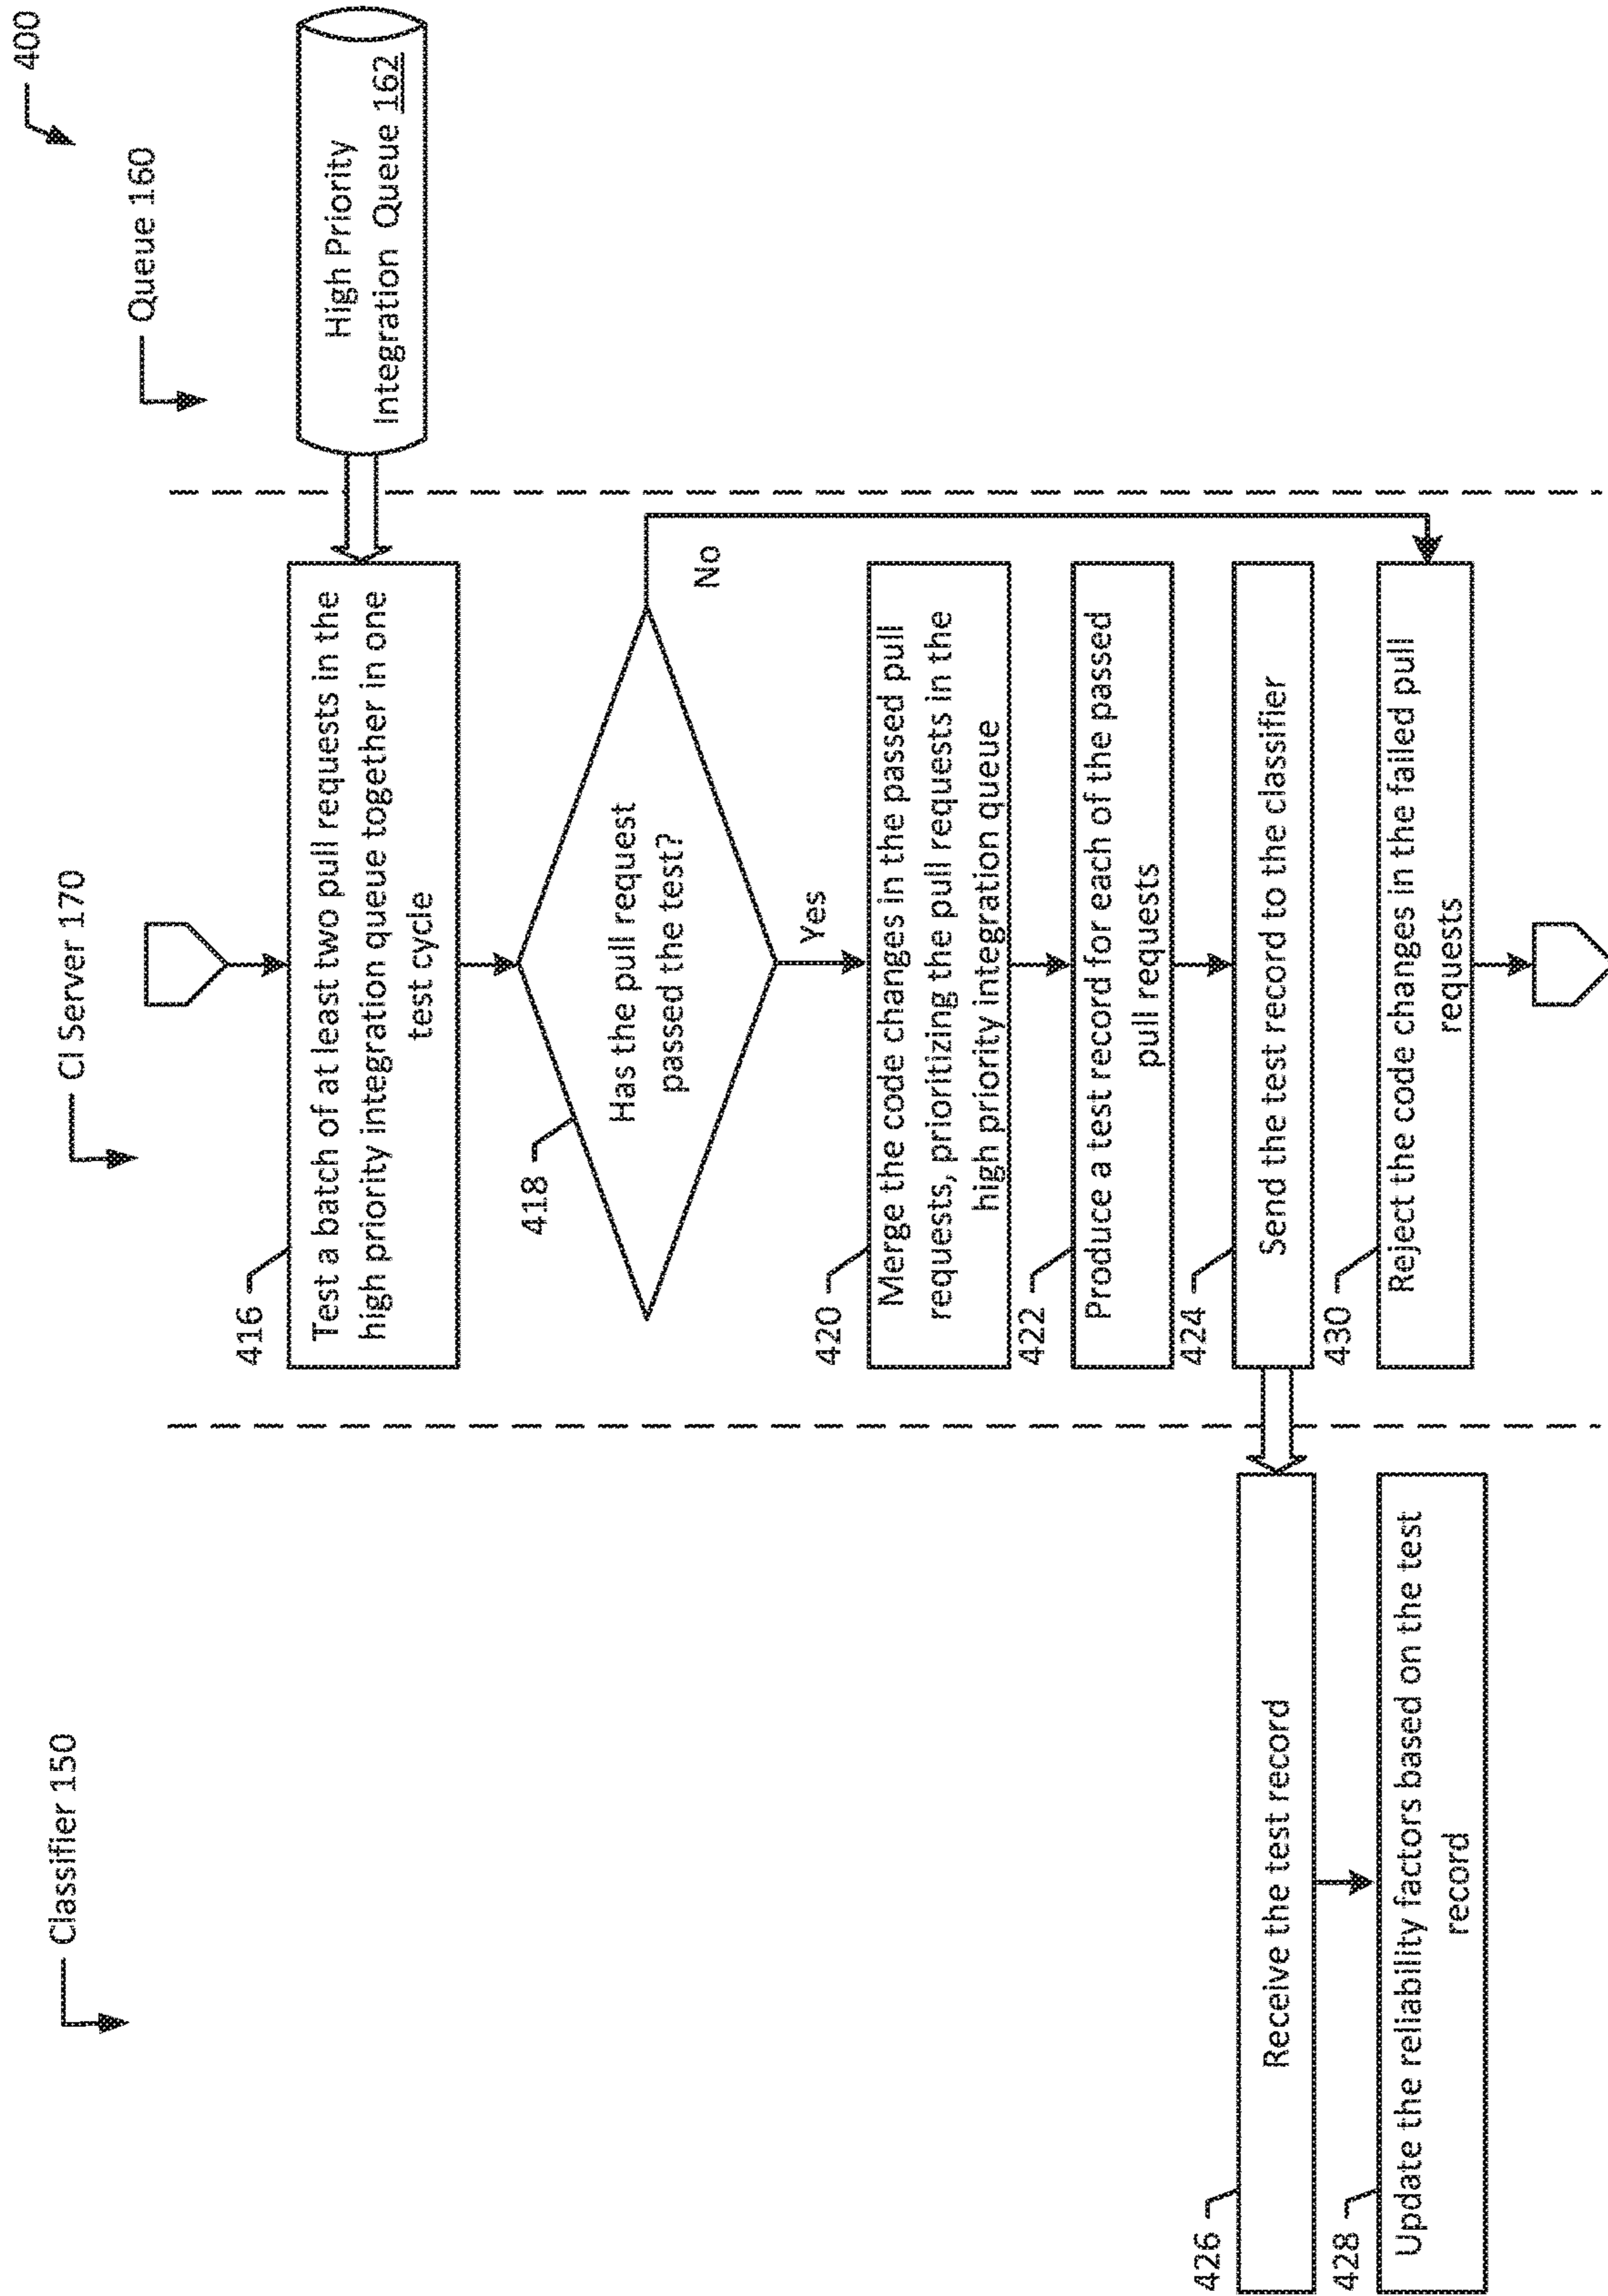 400
Classifier 150
CI Server 170
Queue 160
High Priority
Integration Queue 162
416
Test a batch of at least two pull requests in the
high priority integration queue together in one
test cycle
418
Has the pull request
passed the test?
No
Yes
420
Merge the code changes in the passed pull
requests, prioritizing the pull requests in the
high priority integration queue
422
Produce a test record for each of the passed
pull requests
424
Send the test record to the classifier
426
Receive the test record
428
Update the reliability factors based on the test
record
430
Reject the code changes in the failed pull
requests